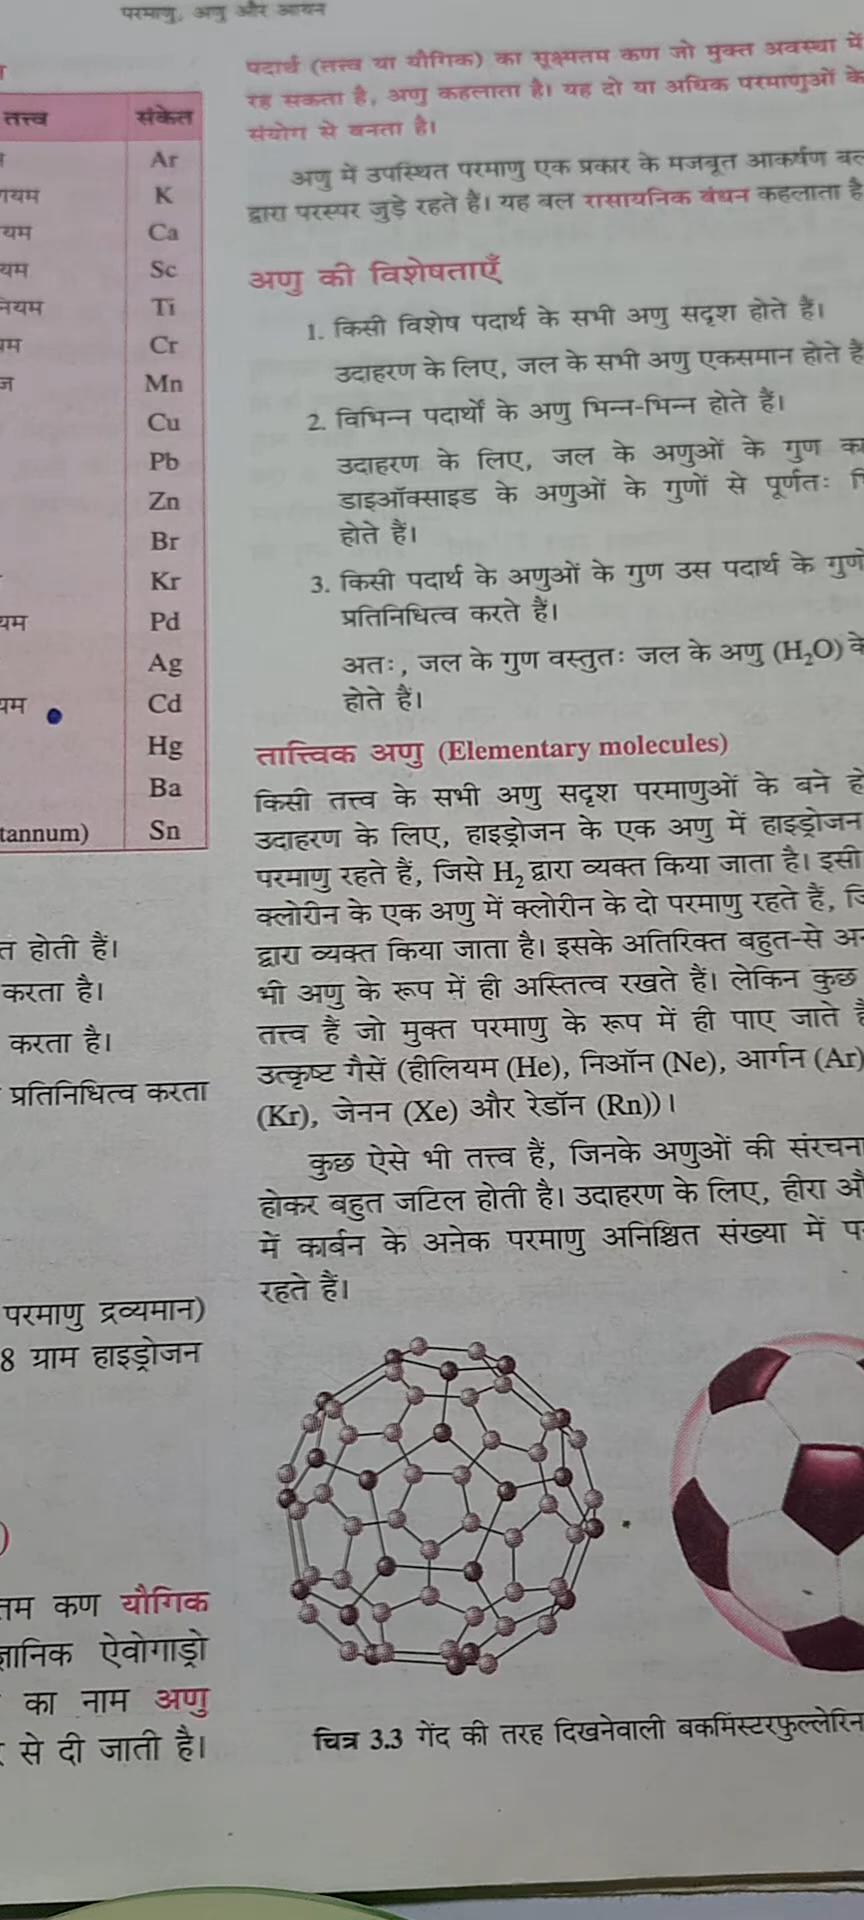 परमाणु, अणु और आयन
तत्त्व संकेत
Ar
K
Ca
Sc
Ti
Cr
Mn
Cu
Pb
Zn
Br
Kr
Pd
Ag
Cd
Hg
Ba
tannum) Sn
होती हैं।
करता है।
करता है।
प्रतिनिधित्व करता
परमाणु द्रव्यमान)
8 ग्राम हाइड्रोजन
कण यौगिक
ऐवोगाड्रो
का नाम अणु
से दी जाती है।
पदार्थ (तत्त्व या यौगिक) का सूक्ष्मतम कण जो मुक्त अवस्था में
रह सकता है, अणु कहलाता है। यह दो या अधिक परमाणुओं के
संयोग से बनता है।
अणु में उपस्थित परमाणु एक प्रकार के मजबूत आकर्षण बल
द्वारा परस्पर जुड़े रहते हैं। यह बल रासायनिक बंधन कहलाता है
अणु की विशेषताएँ
1. किसी विशेष पदार्थ के सभी अणु सदृश होते हैं।
उदाहरण के लिए, जल के सभी अणु एकसमान होते हैं
2. विभिन्न पदार्थों के अणु भिन्न-भिन्न होते हैं।
उदाहरण के लिए, जल के अणुओं के गुण का
डाइऑक्साइड के अणुओं के गुणों से पूर्णतः
होते हैं।
3. किसी पदार्थ के अणुओं के गुण उस पदार्थ के गुणों
प्रतिनिधित्व करते हैं।
अतः, जल के गुण वस्तुतः जल के अणु (H₂O) के
होते हैं।
तात्त्विक अणु (Elementary molecules)
किसी तत्त्व के सभी अणु सदृश परमाणुओं के बने हो
उदाहरण के लिए, हाइड्रोजन के एक अणु में हाइड्रोजन
परमाणु रहते हैं, जिसे H₂ द्वारा व्यक्त किया जाता है। इसी
क्लोरीन के एक अणु में क्लोरीन के दो परमाणु रहते हैं,
द्वारा व्यक्त किया जाता है। इसके अतिरिक्त बहुत-से
भी अणु के रूप में ही अस्तित्व रखते हैं। लेकिन कुछ
तत्त्व हैं जो मुक्त परमाणु के रूप में ही पाए जाते
उत्कृष्ट गैसें (हीलियम (He), निऑन (Ne), आर्गन (Ar)
(Kr), जेनन (Xe) और रेडॉन (Rn))।
कुछ ऐसे भी तत्त्व हैं, जिनके अणुओं की संरचना
होकर बहुत जटिल होती है। उदाहरण के लिए, हीरा
में कार्बन के अनेक परमाणु अनिश्चित संख्या में
रहते हैं।
चित्र 3.3 गेंद की तरह दिखनेवाली बकमिंस्टरफुल्लेरिन